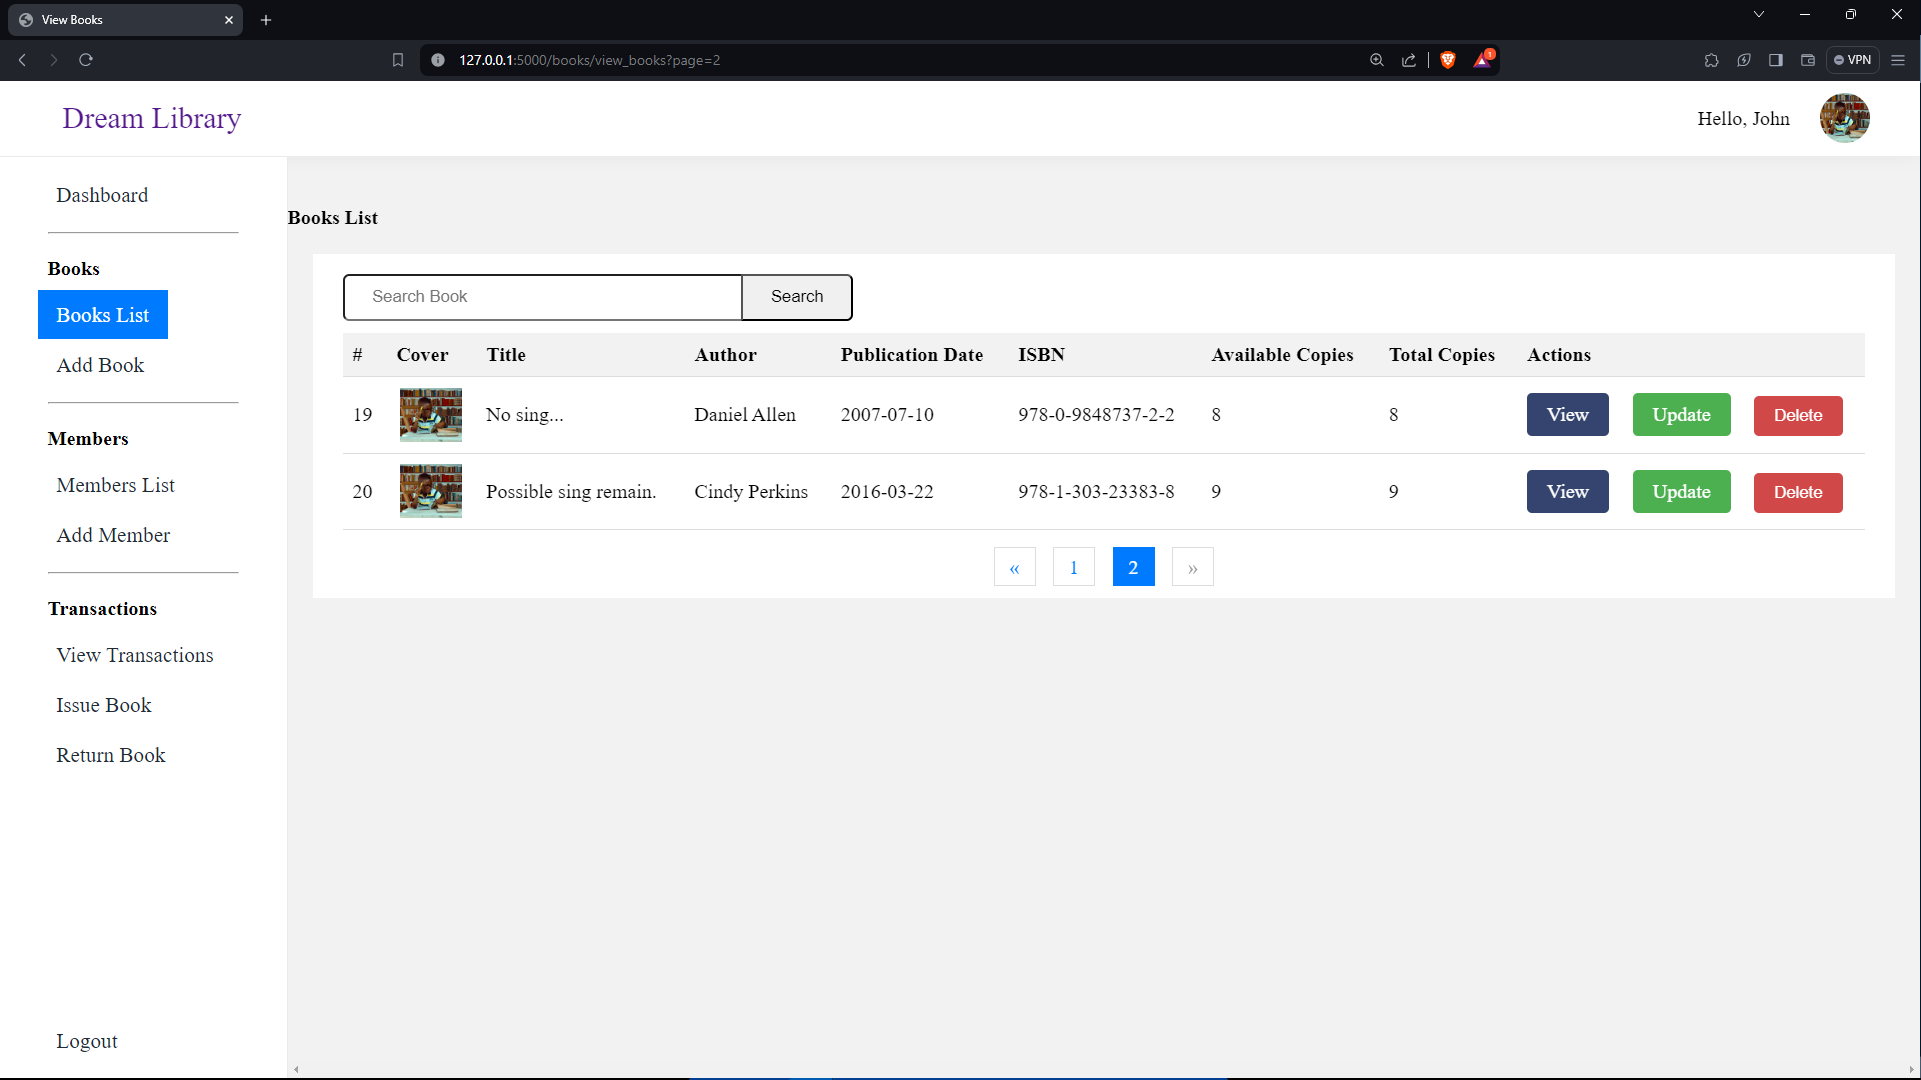 View Books
127.0.0.1:5000/books/view_books?page=2
1
VPN
Dream Library
Hello, John
Dashboard
Books
Books List
Add Book
Members
Members List
Add Member
Transactions
View Transactions
Issue Book
Return Book
Logout
Books List
Search Book Search
# Cover Title Author Publication Date ISBN Available Copies Total Copies Actions
19 No sing... Daniel Allen 2007-07-10 978-0-9848737-2-2 8 8 View Update Delete
20 Possible sing remain. Cindy Perkins 2016-03-22 978-1-303-23383-8 9 9 View Update Delete
« 1 2 »